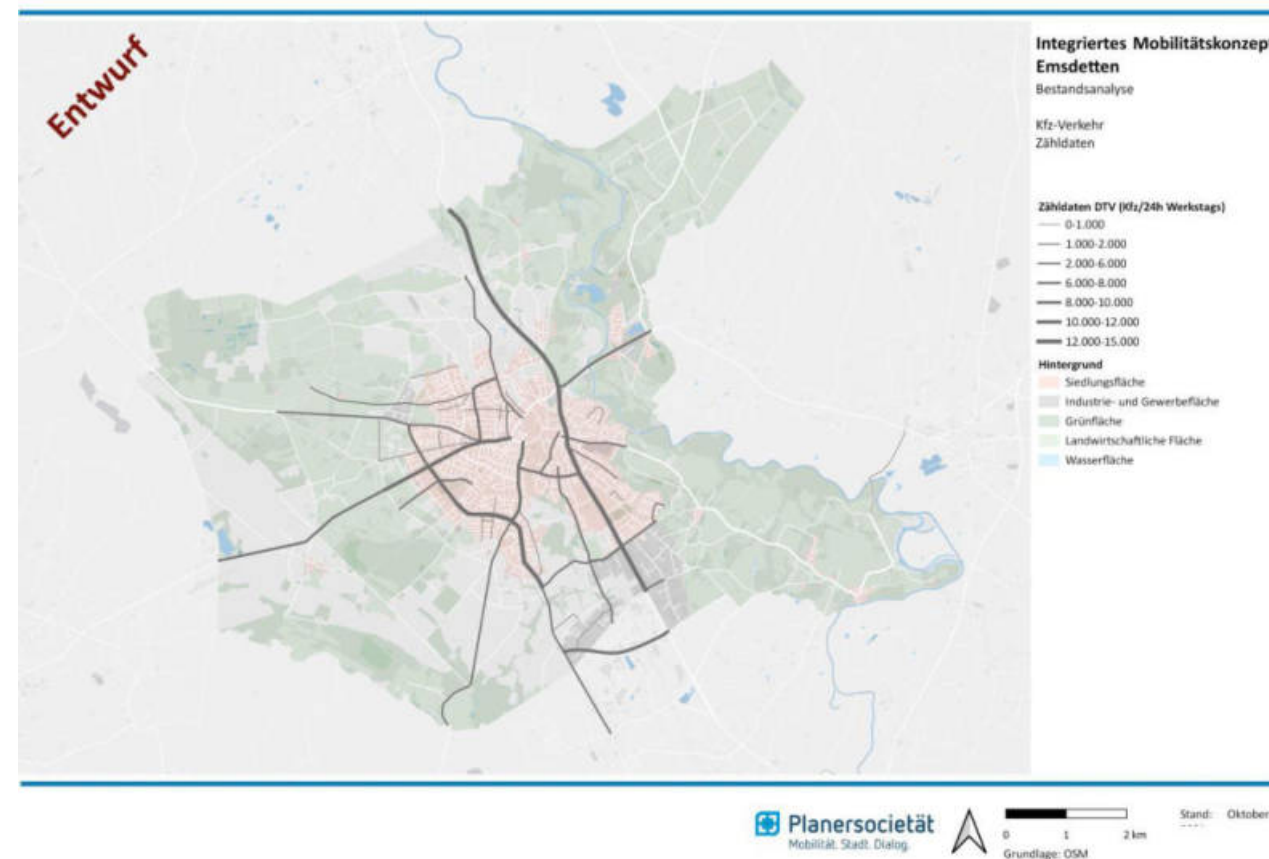 Entwurf
Integriertes Mobilitätskonzept
Emsdetten
Bestandsanalyse
Kfz-Verkehr
Zähldaten
Zähldaten DTV (Kfz/24h Werkstags)
0-1.000
1.000-2.000
2.000-6.000
6.000-8.000
8.000-10.000
10.000-12.000
12.000-15.000
Hintergrund
Siedlungsfläche
Industrie- und Gewerbefläche
Grünfläche
Landwirtschaftliche Fläche
Wasserfläche
Planersocietät
Mobilität. Stadt. Dialog.
0 1 2 km
Grundlage: OSM
Stand: Oktober